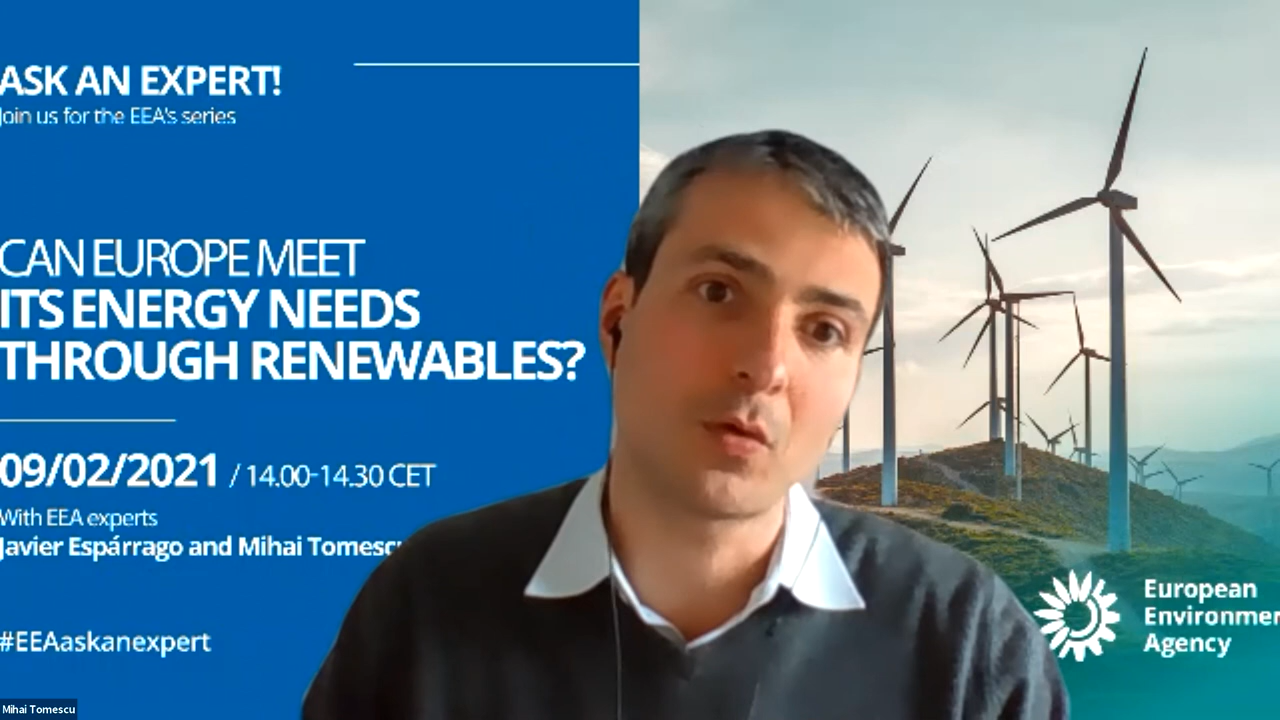 ASK AN EXPERT!
Join us for the EEA's series
CAN EUROPE MEET
ITS ENERGY NEEDS
THROUGH RENEWABLES?
09/02/2021 / 14.00-14.30 CET
With EEA experts
Javier Espárrago and Mihai Tomescu
#EEAaskanexpert
European
Environmen
Agency
Mihai Tomescu